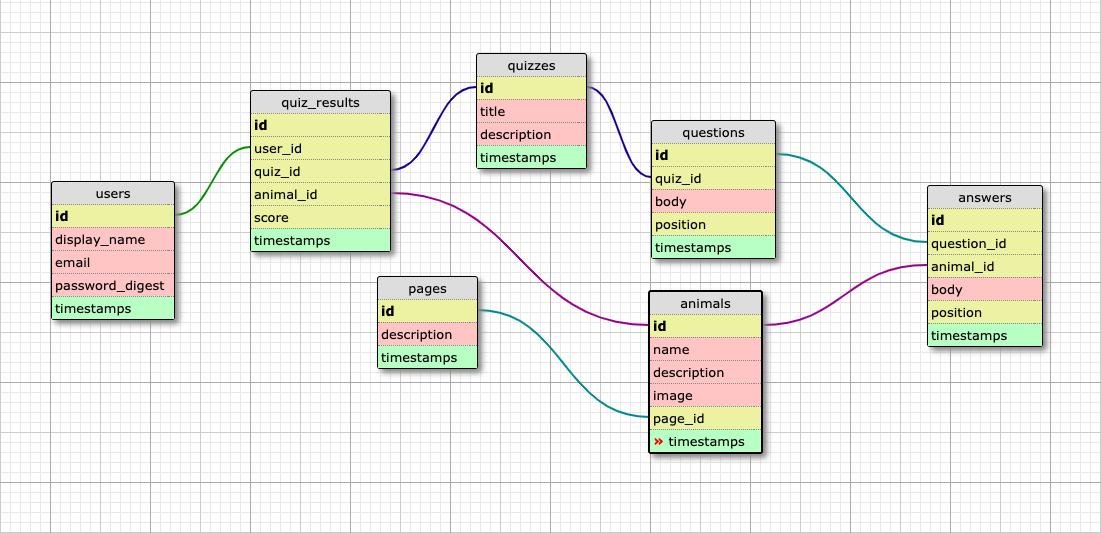 quizzes
id
title
description
timestamps
quiz_results
id
user_id
quiz_id
animal_id
score
timestamps
questions
id
quiz_id
body
position
timestamps
users
id
display_name
email
password_digest
timestamps
answers
id
question_id
animal_id
body
position
timestamps
pages
id
description
timestamps
animals
id
name
description
image
page_id
» timestamps